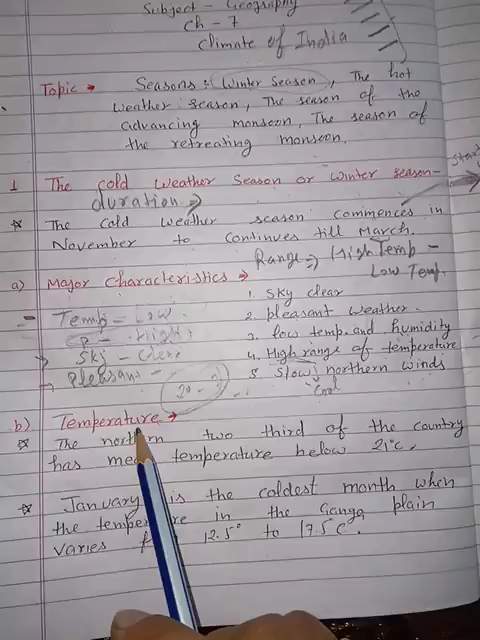 Subject - Geography
Ch - 7
Climate of India
Topic → Seasons : Winter Season, The hot
weather season, The season of the
advancing monsoon, The season of
the retreating monsoon.
1 The cold weather Season or Winter season-
duration →
Start
☆ The cold weather season commences in
November to continues till March.
Range ⇒ High Temp -
Low Temp.
a) Major Characteristics →
1. Sky clear
- Temp - Low
2. pleasant weather.
P - High
3. low temp. and humidity
→ Sky - Clear
4. High range of temperature
→ Pleasant -
5. Slow northern winds
20 -
Cool
b) Temperature →
☆ The northern two third of the country
has mean temperature below 21°C.
☆ January is the coldest month when
the temperature in the Ganga plain
varies 12.5° to 17.5 C°.